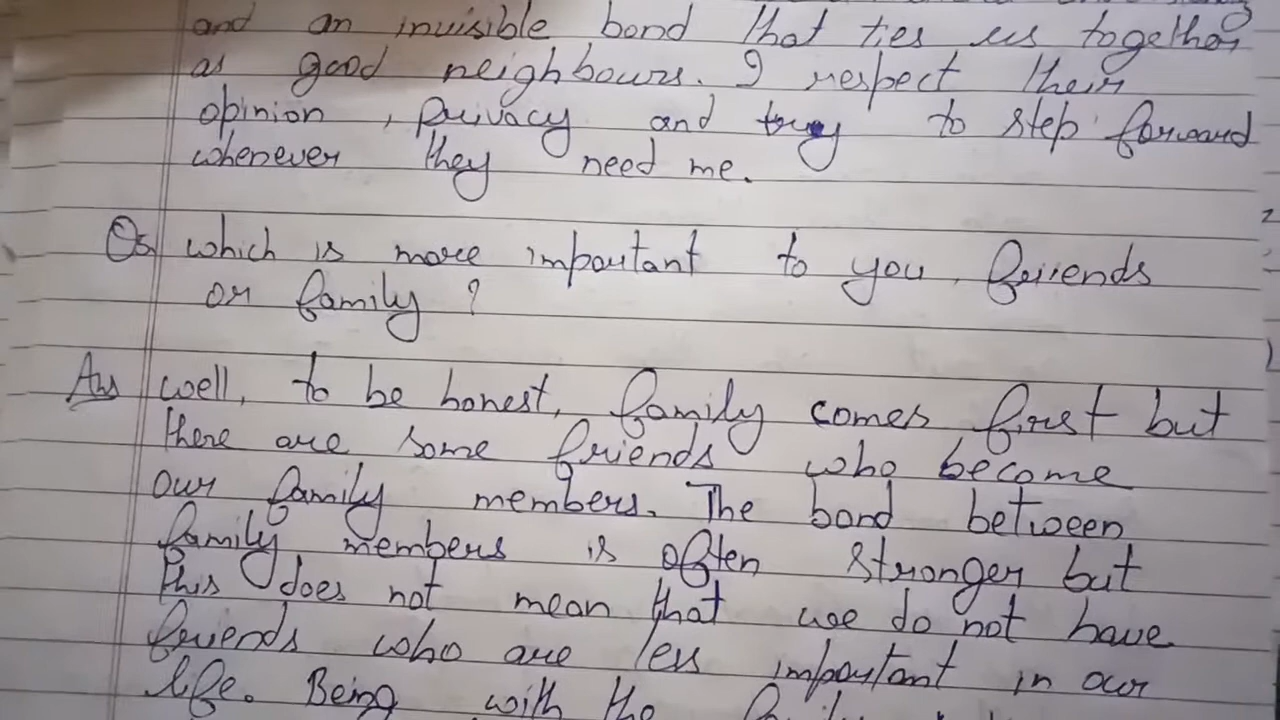 and an invisible bond that ties us together
as good neighbours. I respect their
opinion, privacy and try to step forward
whenever they need me.
Q5 which is more important to you, friends
or family?
Ans well, to be honest, family comes first but
there are some friends who become
our family members. The bond between
family members is often stronger but
this does not mean that we do not have
friends who are less important in our
life. Being with the